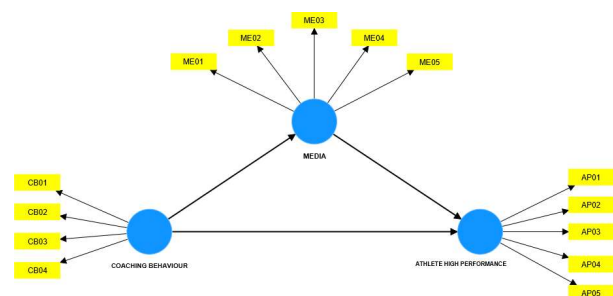 ME03
ME02
ME04
ME01
ME05
MEDIA
CB01
CB02
CB03
CB04
COACHING BEHAVIOUR
AP01
AP02
AP03
AP04
AP05
ATHLETE HIGH PERFORMANCE